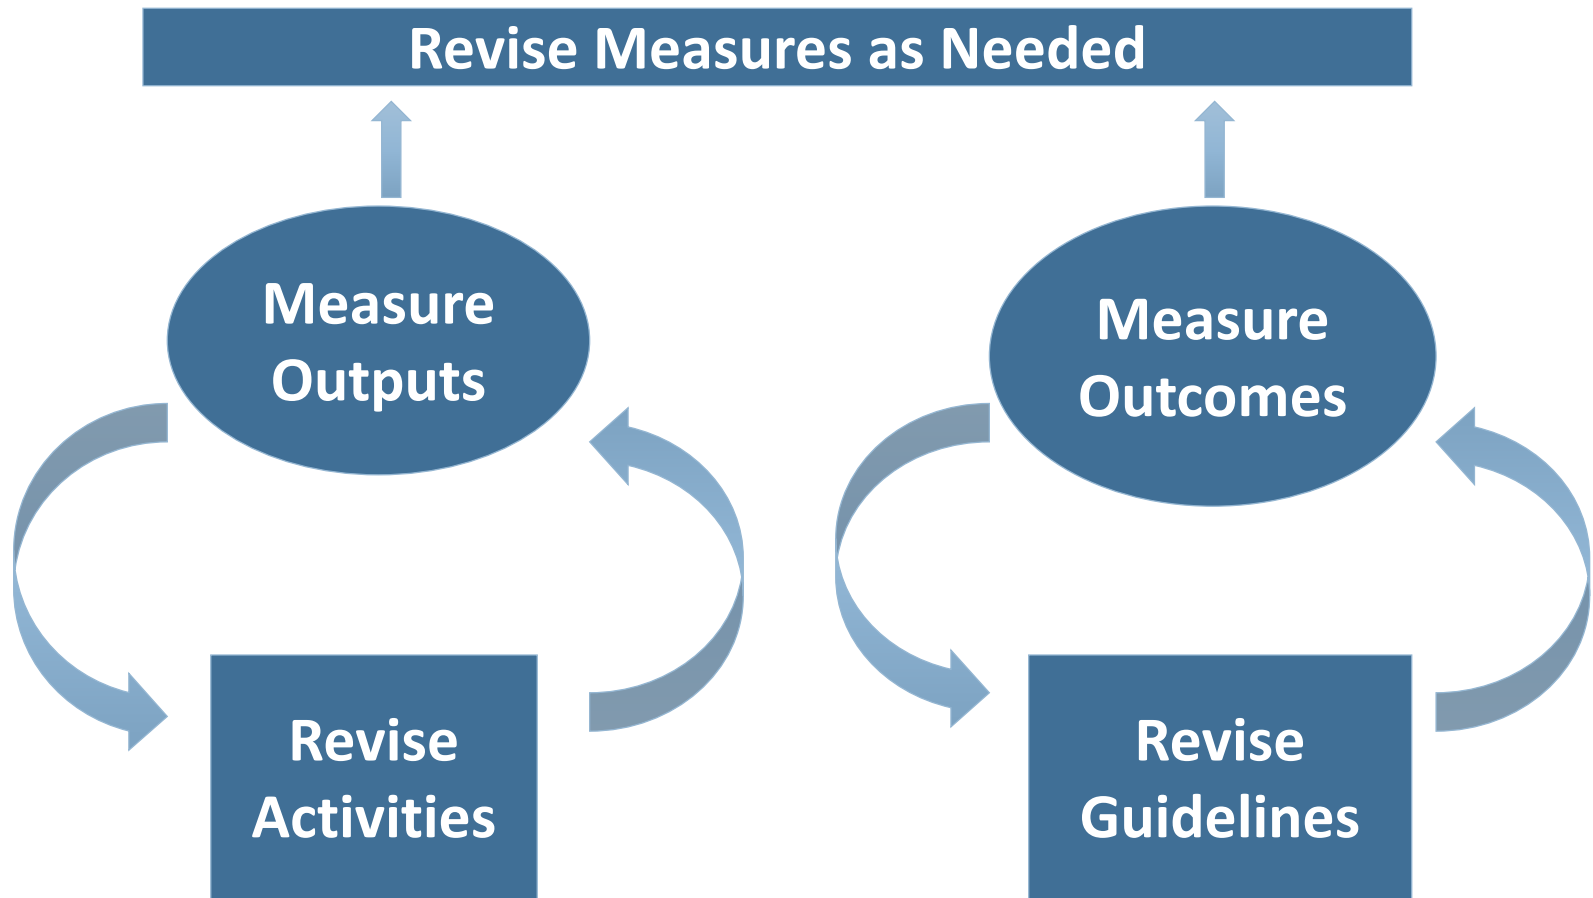 Revise Measures as Needed
Measure
Outputs
Measure
Outcomes
Revise
Activities
Revise
Guidelines